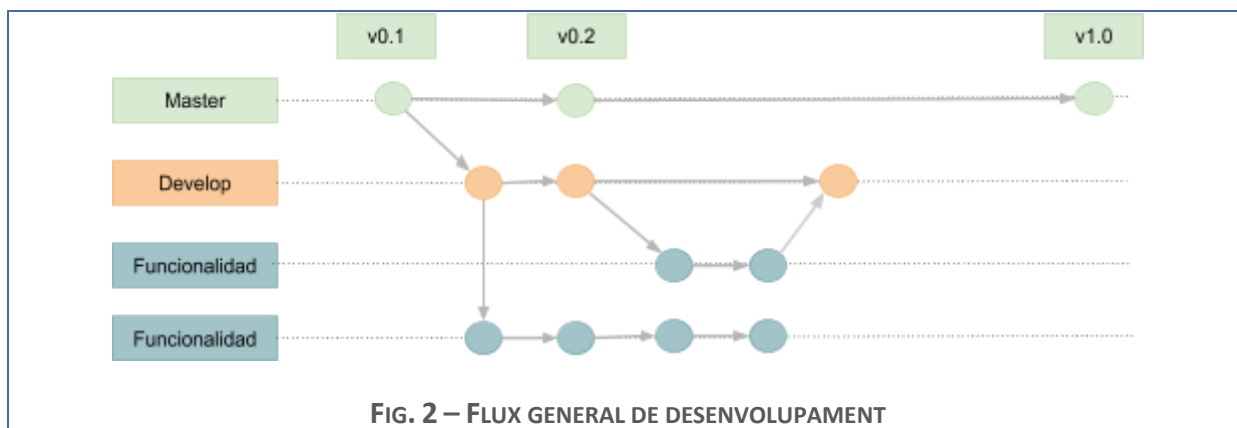 v0.1 v0.2 v1.0
Master
Develop
Funcionalidad
Funcionalidad
FIG. 2 – FLUX GENERAL DE DESENVOLUPAMENT